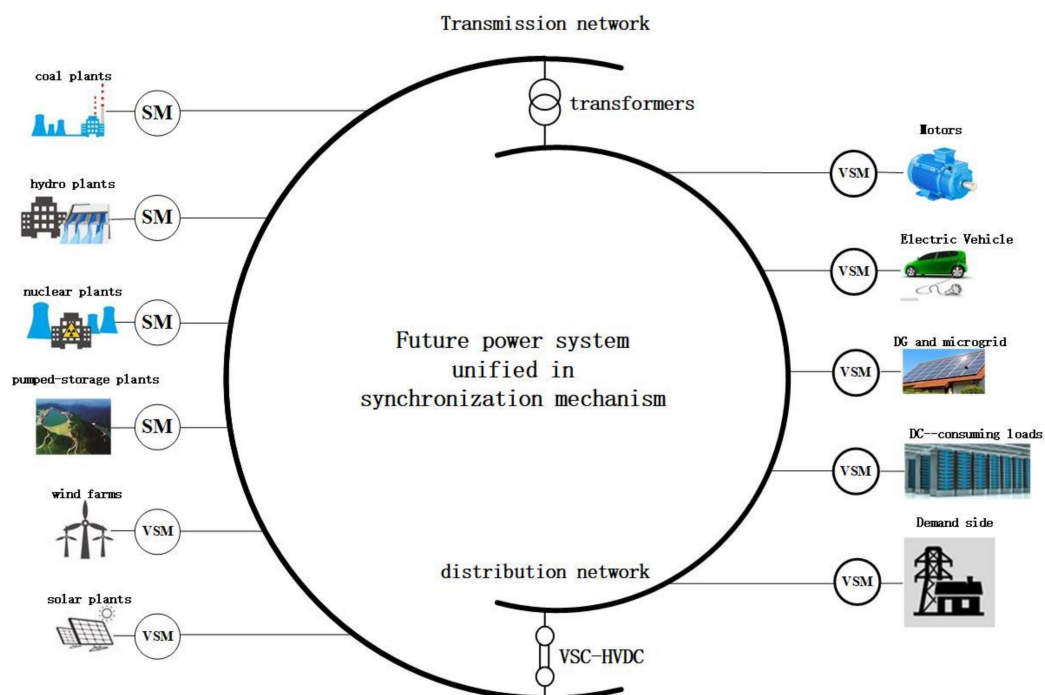 Transmission network
transformers
coal plants
SM
hydro plants
SM
nuclear plants
SM
pumped-storage plants
SM
wind farms
VSM
solar plants
VSM
Future power system
unified in
synchronization mechanism
distribution network
VSC-HVDC
Motors
VSM
Electric Vehicle
VSM
DG and microgrid
VSM
DC--consuming loads
VSM
Demand side
VSM